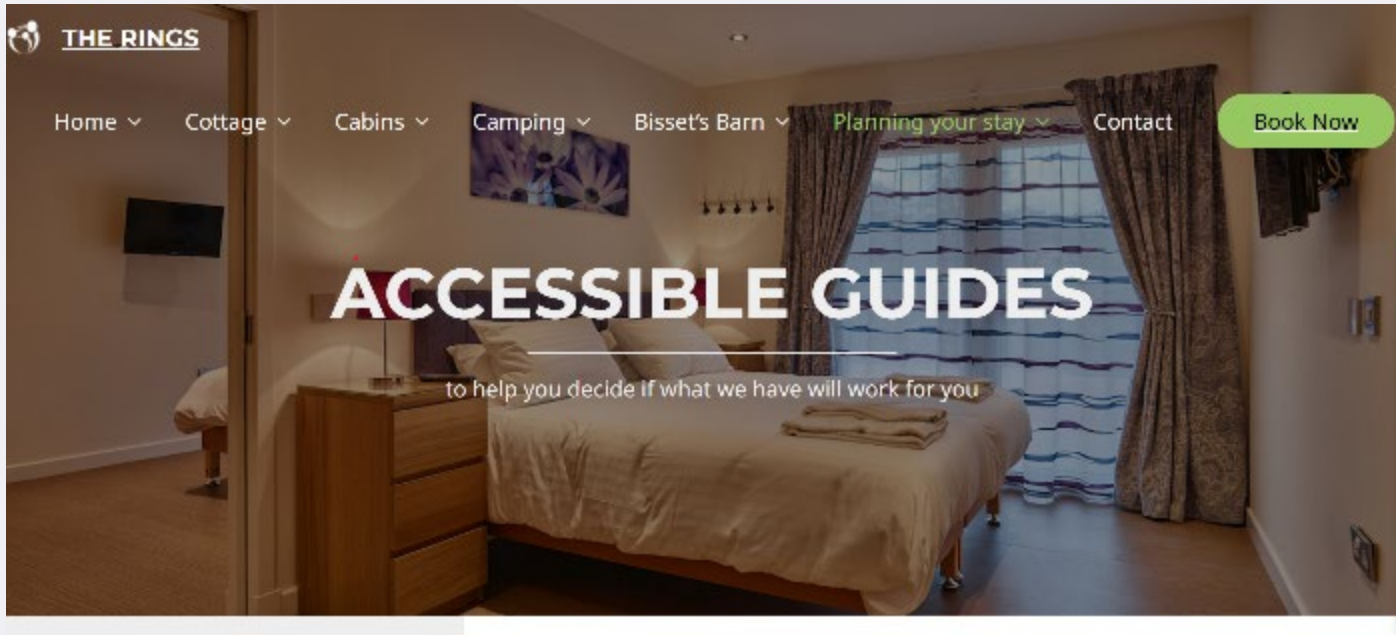 THE RINGS
Home Cottage Cabins Camping Bisset's Barn Planning your stay Contact Book Now
ACCESSIBLE GUIDES
to help you decide if what we have will work for you